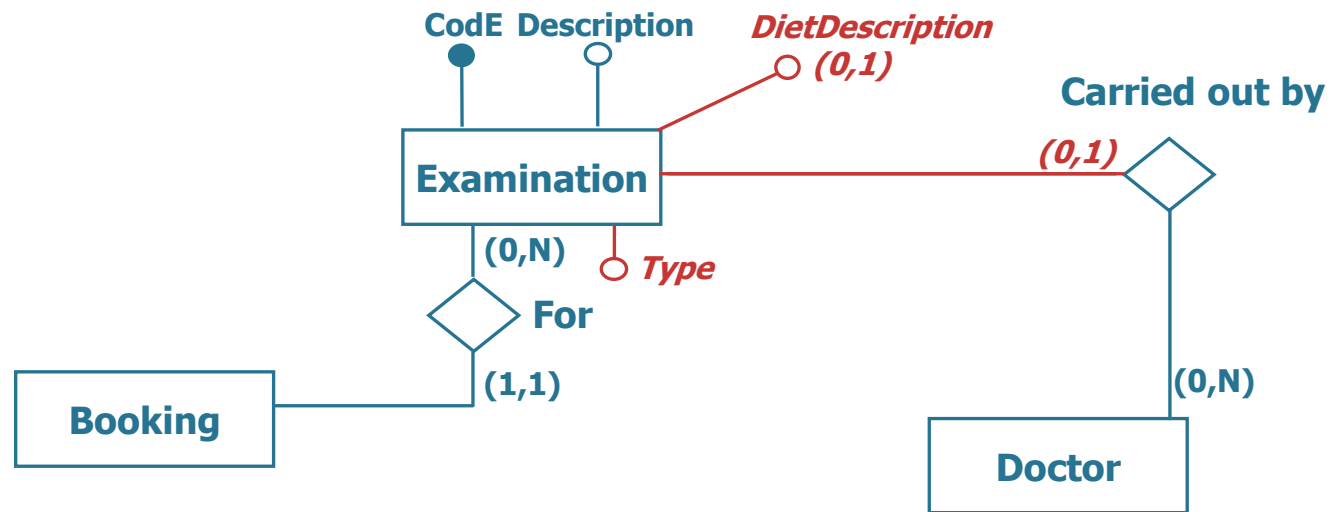 CodE Description
DietDescription
(0,1)
Carried out by
(0,1)
Examination
(0,N)
Type
For
(1,1)
(0,N)
Booking
Doctor